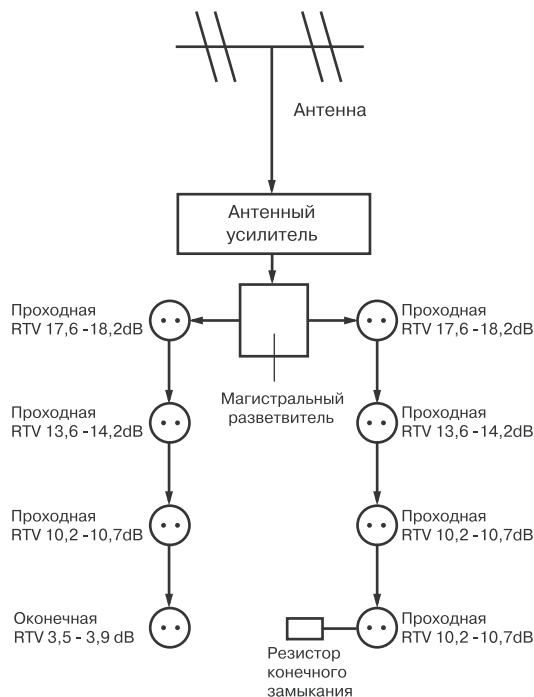 Антенна
Антенный
усилитель
Проходная
RTV 17,6 -18,2dB
Проходная
RTV 17,6 -18,2dB
Магистральный
разветвитель
Проходная
RTV 13,6 -14,2dB
Проходная
RTV 13,6 -14,2dB
Проходная
RTV 10,2 -10,7dB
Проходная
RTV 10,2 -10,7dB
Оконечная
RTV 3,5 - 3,9 dB
Проходная
RTV 10,2 -10,7dB
Резистор
конечного
замыкания